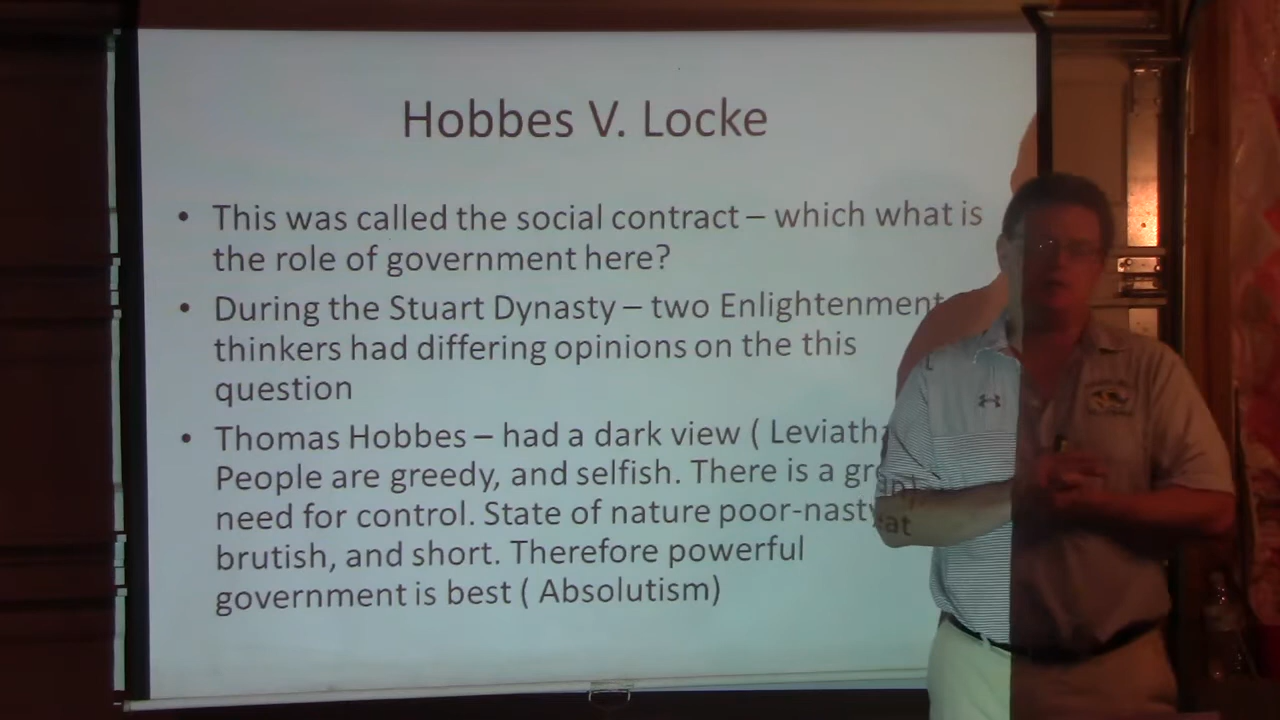 Hobbes V. Locke
• This was called the social contract – which what is
the role of government here?
• During the Stuart Dynasty – two Enlightenment
thinkers had differing opinions on the this
question
• Thomas Hobbes – had a dark view ( Leviathan).
People are greedy, and selfish. There is a great
need for control. State of nature poor-nasty
brutish, and short. Therefore powerful
government is best ( Absolutism)